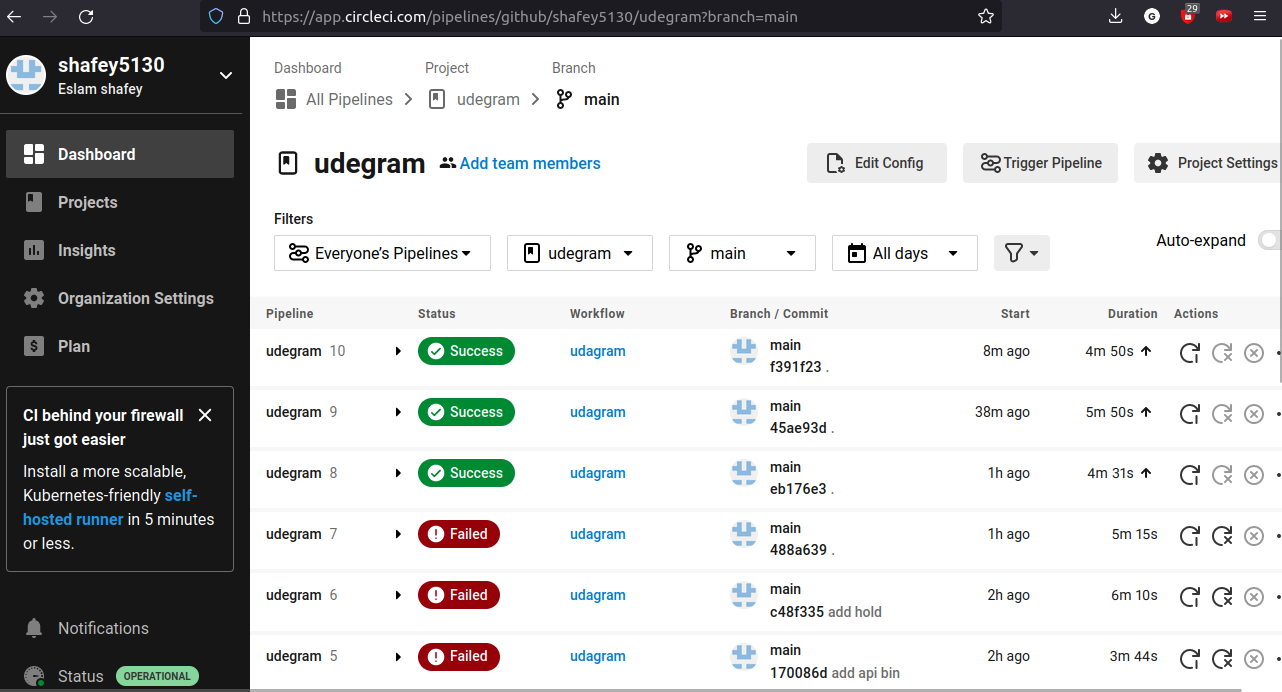 https://app.circleci.com/pipelines/github/shafey5130/udegram?branch=main
G
29
shafey5130
Eslam shafey
Dashboard
Projects
Insights
Organization Settings
Plan
CI behind your firewall
just got easier
Install a more scalable,
Kubernetes-friendly self-
hosted runner in 5 minutes
or less.
Notifications
Status OPERATIONAL
Dashboard Project Branch
All Pipelines udegram main
udegram Add team members Edit Config Trigger Pipeline Project Settings
Filters
Everyone's Pipelines udegram main All days Auto-expand
Pipeline Status Workflow Branch / Commit Start Duration Actions
udegram 10 Success udagram main 8m ago 4m 50s
f391f23 .
udegram 9 Success udagram main 38m ago 5m 50s
45ae93d .
udegram 8 Success udagram main 1h ago 4m 31s
eb176e3 .
udegram 7 Failed udagram main 1h ago 5m 15s
488a639 .
udegram 6 Failed udagram main 2h ago 6m 10s
c48f335 add hold
udegram 5 Failed udagram main 2h ago 3m 44s
170086d add api bin